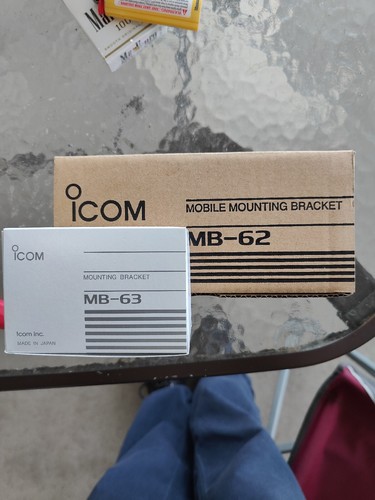 ICOM
MOBILE MOUNTING BRACKET
MB-62
ICOM
MOUNTING BRACKET
MB-63
Icom Inc.
MADE IN JAPAN